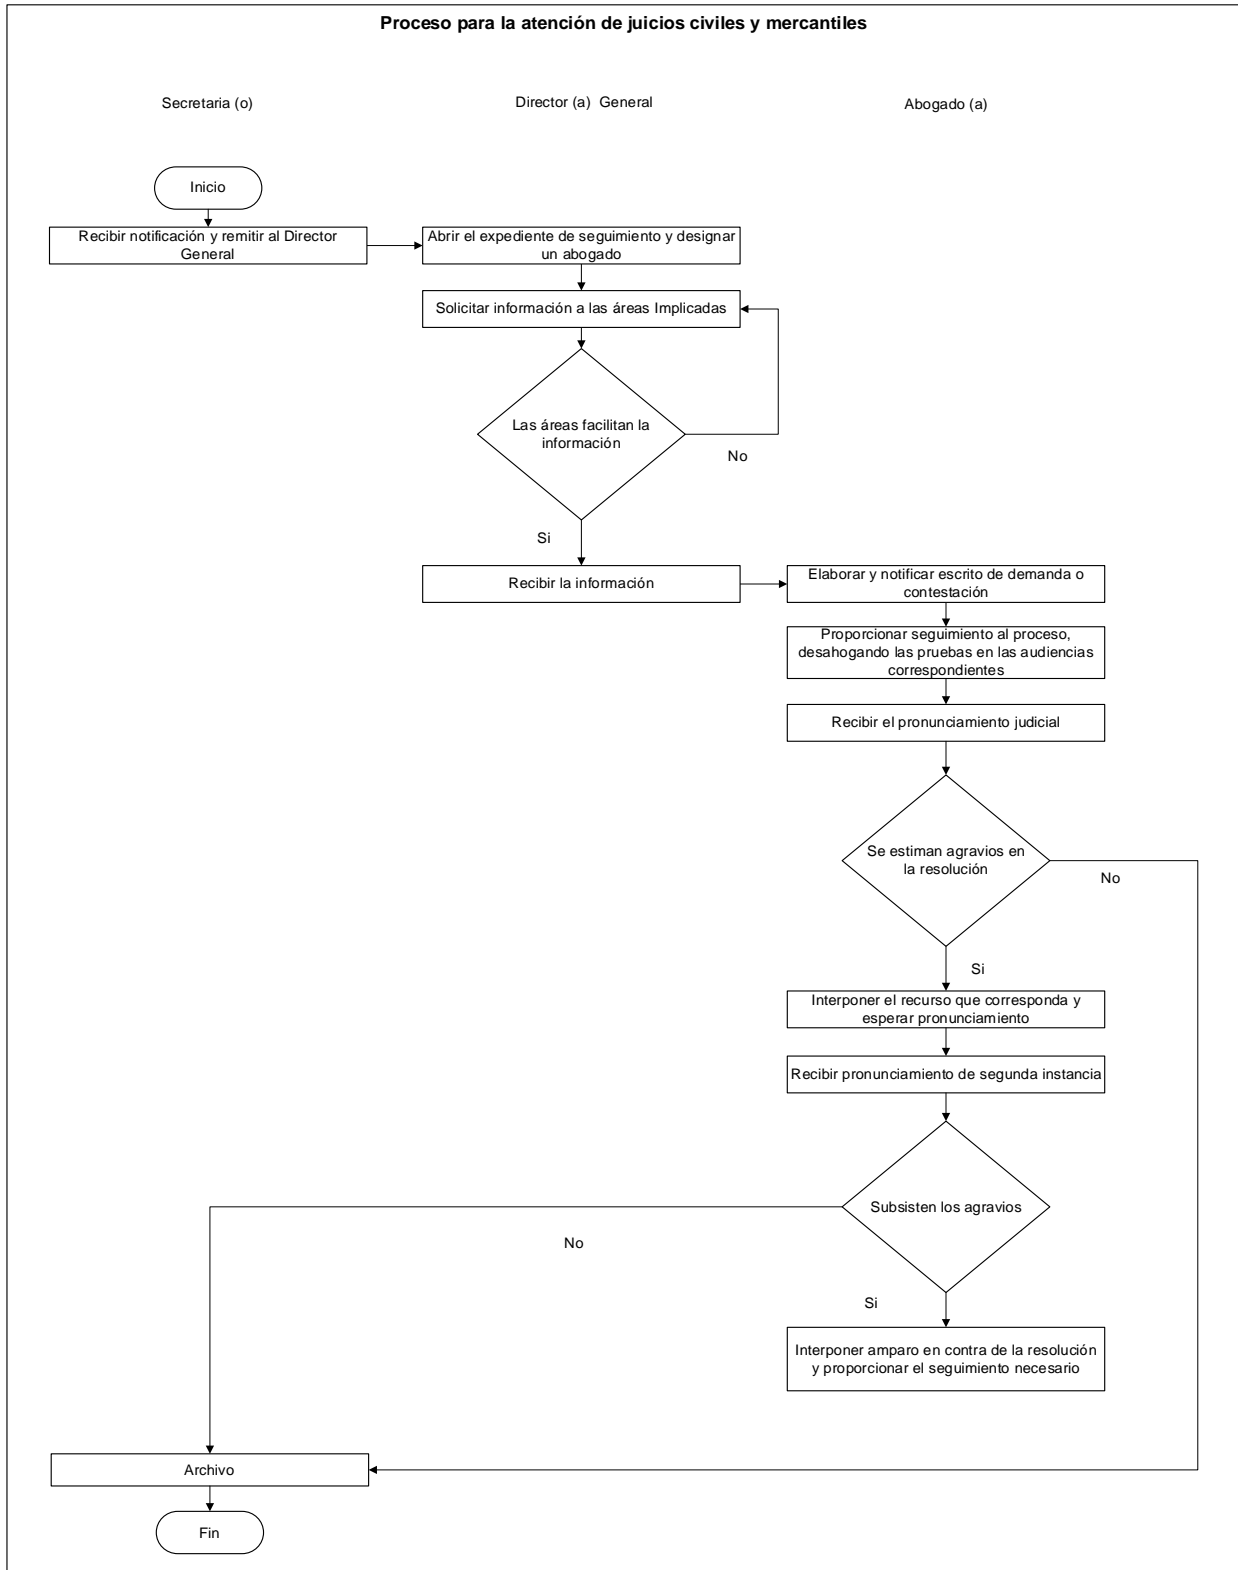 Proceso para la atención de juicios civiles y mercantiles
Secretaria (o)
Director (a) General
Abogado (a)
Inicio
Recibir notificación y remitir al Director
General
Abrir el expediente de seguimiento y designar
un abogado
Solicitar información a las áreas Implicadas
Las áreas facilitan la
información
No
Si
Recibir la información
Elaborar y notificar escrito de demanda o
contestación
Proporcionar seguimiento al proceso,
desahogando las pruebas en las audiencias
correspondientes
Recibir el pronunciamiento judicial
Se estiman agravios en
la resolución
No
Si
Interponer el recurso que corresponda y
esperar pronunciamiento
Recibir pronunciamiento de segunda instancia
Subsisten los agravios
No
Si
Interponer amparo en contra de la resolución
y proporcionar el seguimiento necesario
Archivo
Fin